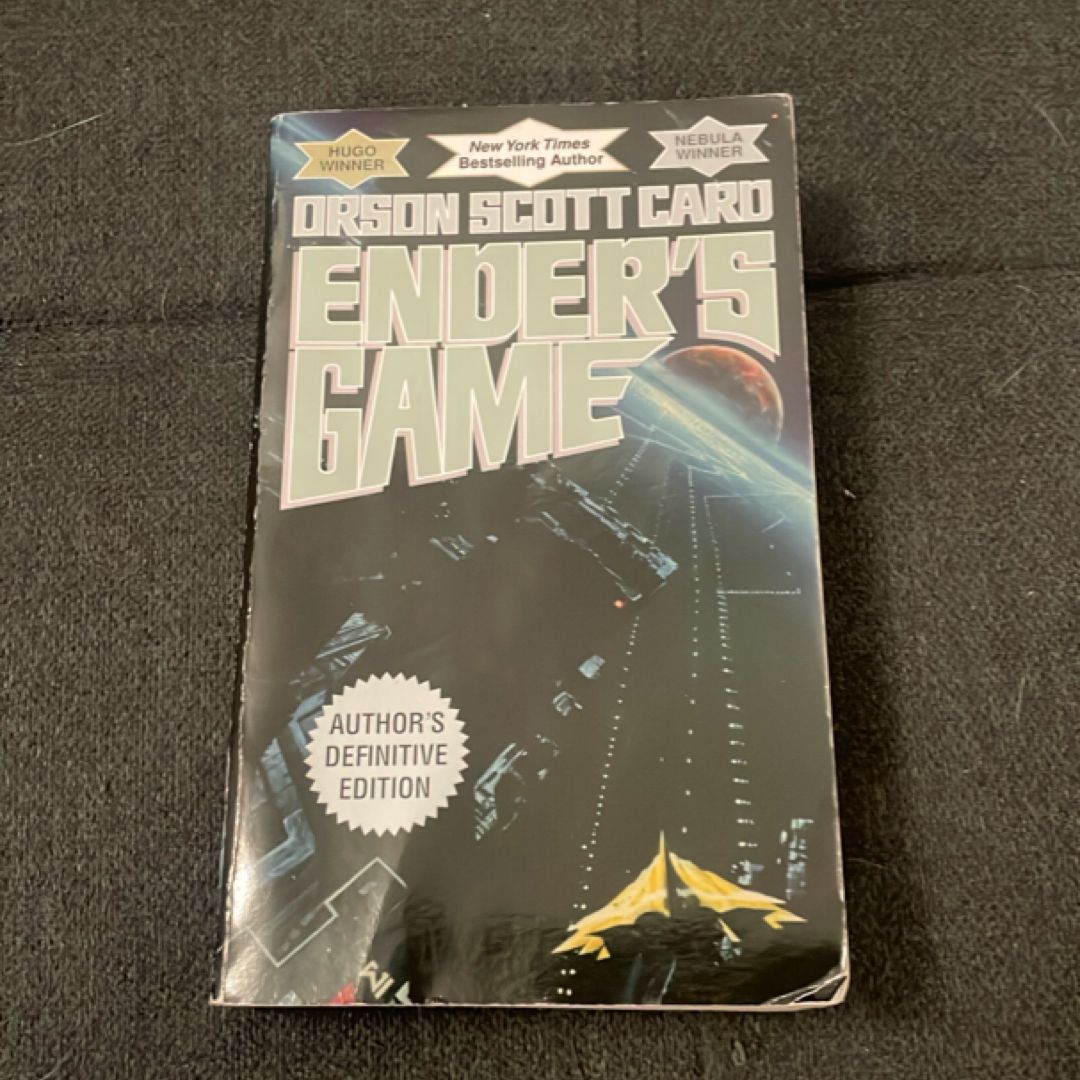 HUGO
WINNER
New York Times
Bestselling Author
NEBULA
WINNER
ORSON SCOTT CARD
ENDER'S
GAME
AUTHOR'S
DEFINITIVE
EDITION